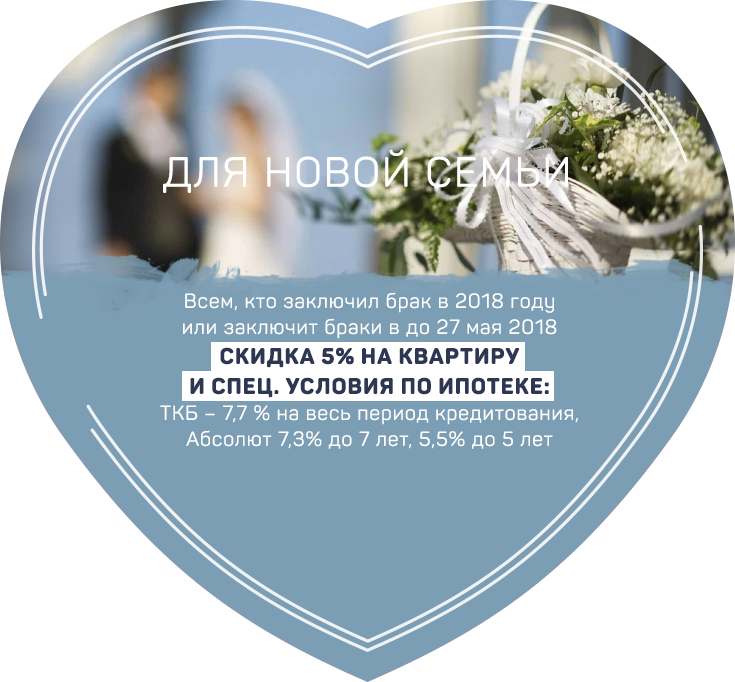 ДЛЯ НОВОЙ СЕМЬИ
Всем, кто заключил брак в 2018 году
или заключит браки в до 27 мая 2018
СКИДКА 5% НА КВАРТИРУ
И СПЕЦ. УСЛОВИЯ ПО ИПОТЕКЕ:
ТКБ – 7,7 % на весь период кредитования,
Абсолют 7,3% до 7 лет, 5,5% до 5 лет